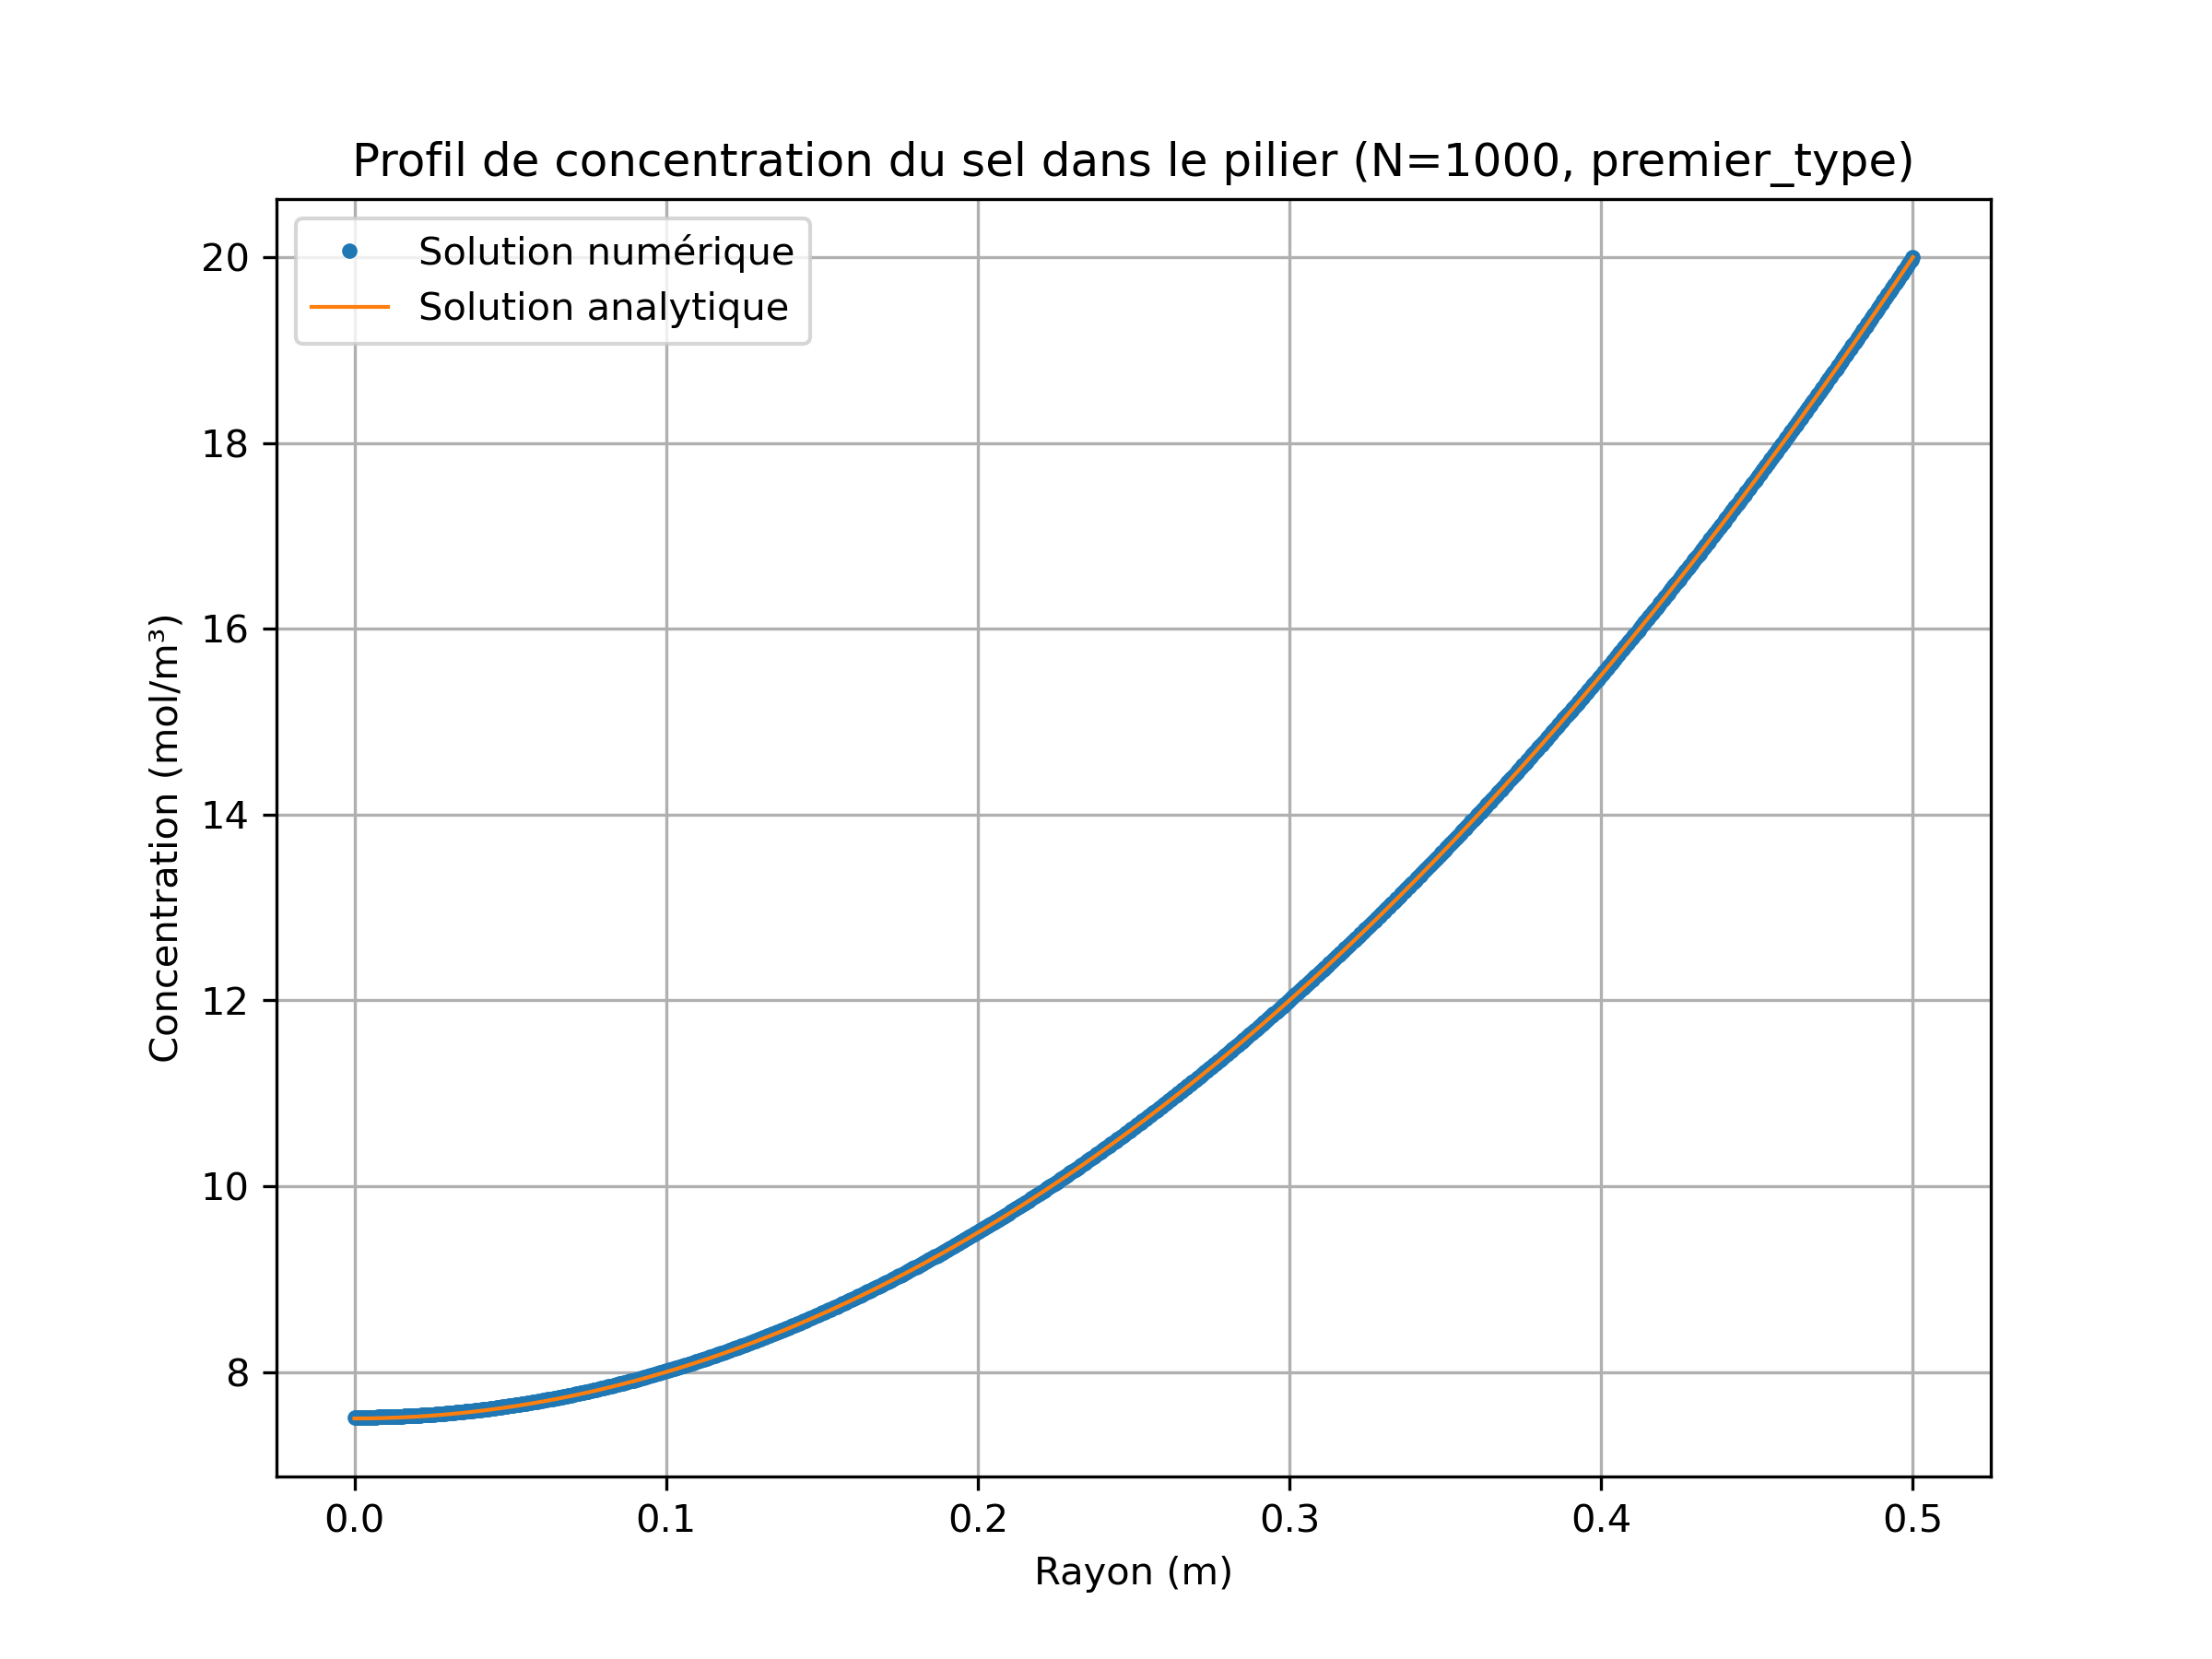 Profil de concentration du sel dans le pilier (N=1000, premier_type)
Solution numérique
Solution analytique
20
18
16
14
12
10
8
Concentration (mol/m³)
0.0 0.1 0.2 0.3 0.4 0.5
Rayon (m)